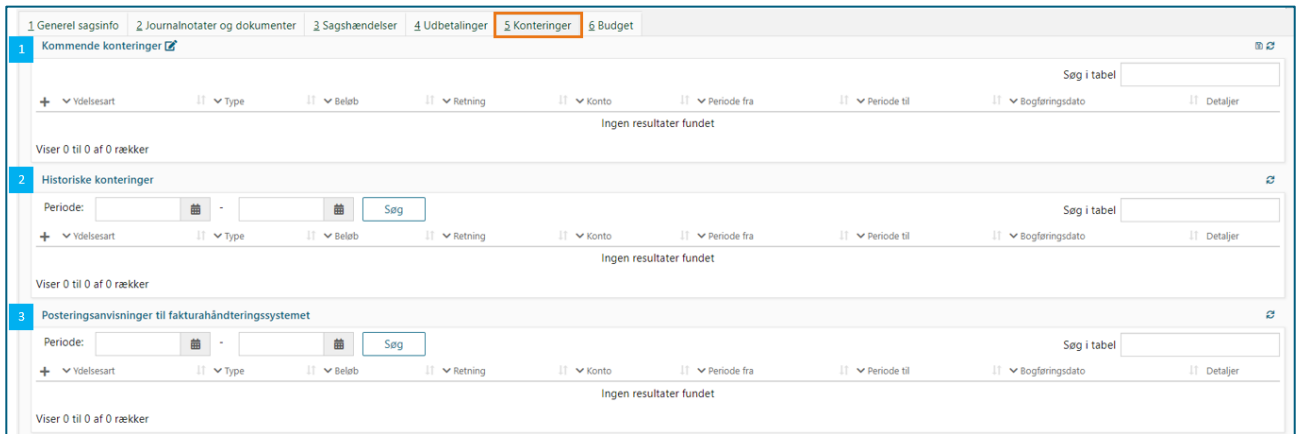 1 Generel sagsinfo 2 Journalnotater og dokumenter 3 Sagshændelser 4 Udbetalinger 5 Konteringer 6 Budget
1 Kommende konteringer
Søg i tabel
Ydelsesart Type Beløb Retning Konto Periode fra Periode til Bogføringsdato Detaljer
Ingen resultater fundet
Viser 0 til 0 af 0 rækker
2 Historiske konteringer
Periode: - Søg Søg i tabel
Ydelsesart Type Beløb Retning Konto Periode fra Periode til Bogføringsdato Detaljer
Ingen resultater fundet
Viser 0 til 0 af 0 rækker
3 Posteringsanvisninger til fakturahåndteringssystemet
Periode: - Søg Søg i tabel
Ydelsesart Type Beløb Retning Konto Periode fra Periode til Bogføringsdato Detaljer
Ingen resultater fundet
Viser 0 til 0 af 0 rækker